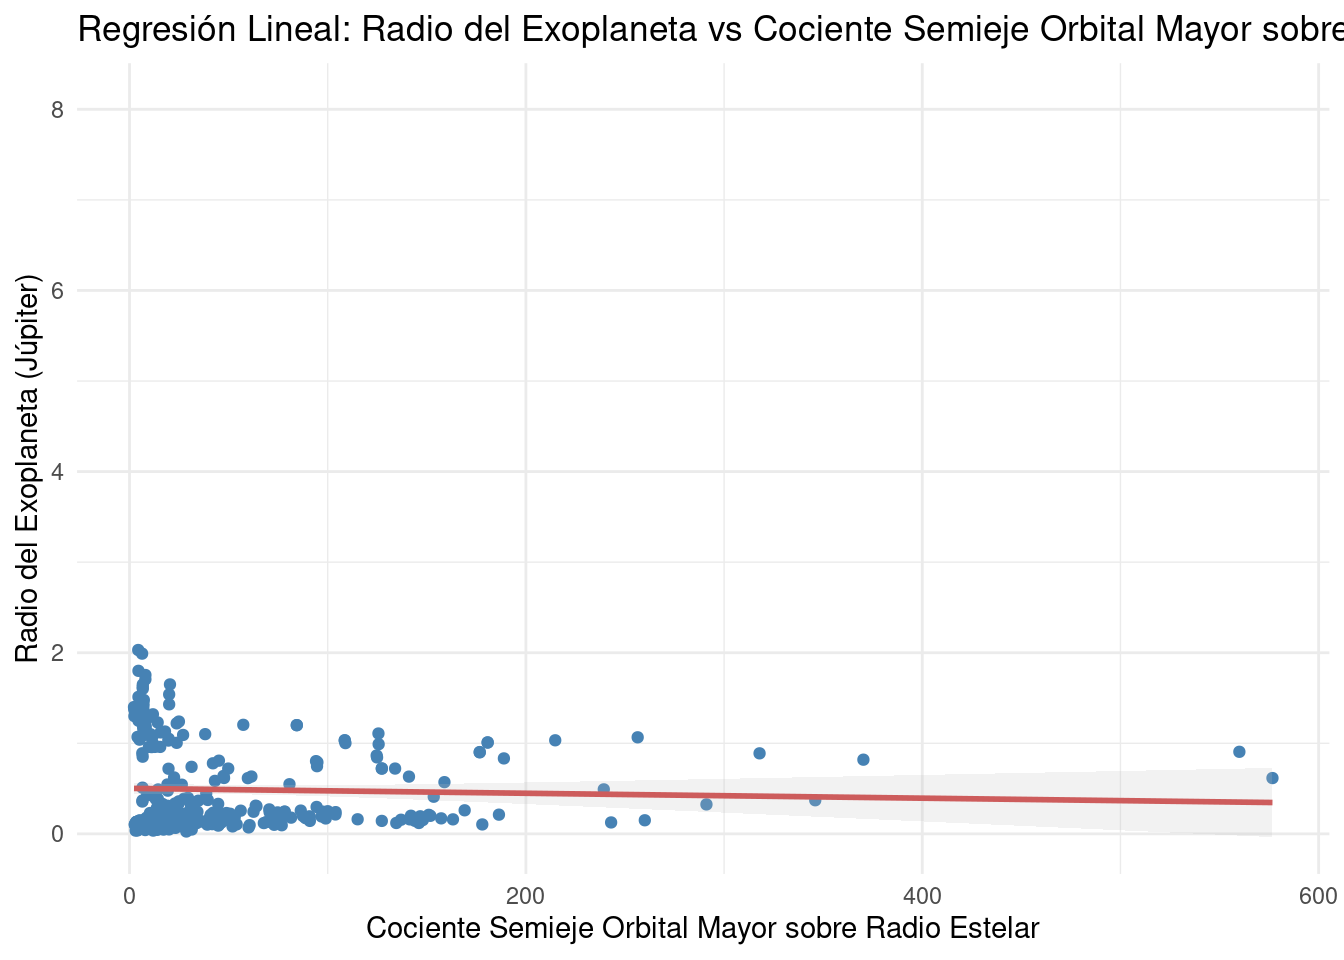 Regresión Lineal: Radio del Exoplaneta vs Cociente Semieje Orbital Mayor sobre
8
6
4
2
0
Radio del Exoplaneta (Júpiter)
0 200 400 600
Cociente Semieje Orbital Mayor sobre Radio Estelar